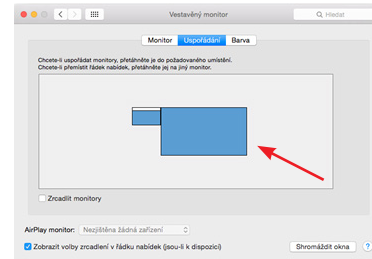 Vestavěný monitor
Hledat
Monitor Uspořádání Barva
Chcete-li uspořádat monitory, přetáhněte je do požadovaného umístění.
Chcete-li přemístit řádek nabídek, přetáhněte jej na jiný monitor.
Zrcadlit monitory
AirPlay monitor: Nezjištěna žádná zařízení
Zobrazit volby zrcadlení v řádku nabídek (jsou-li k dispozici)
Shromáždit okna
?